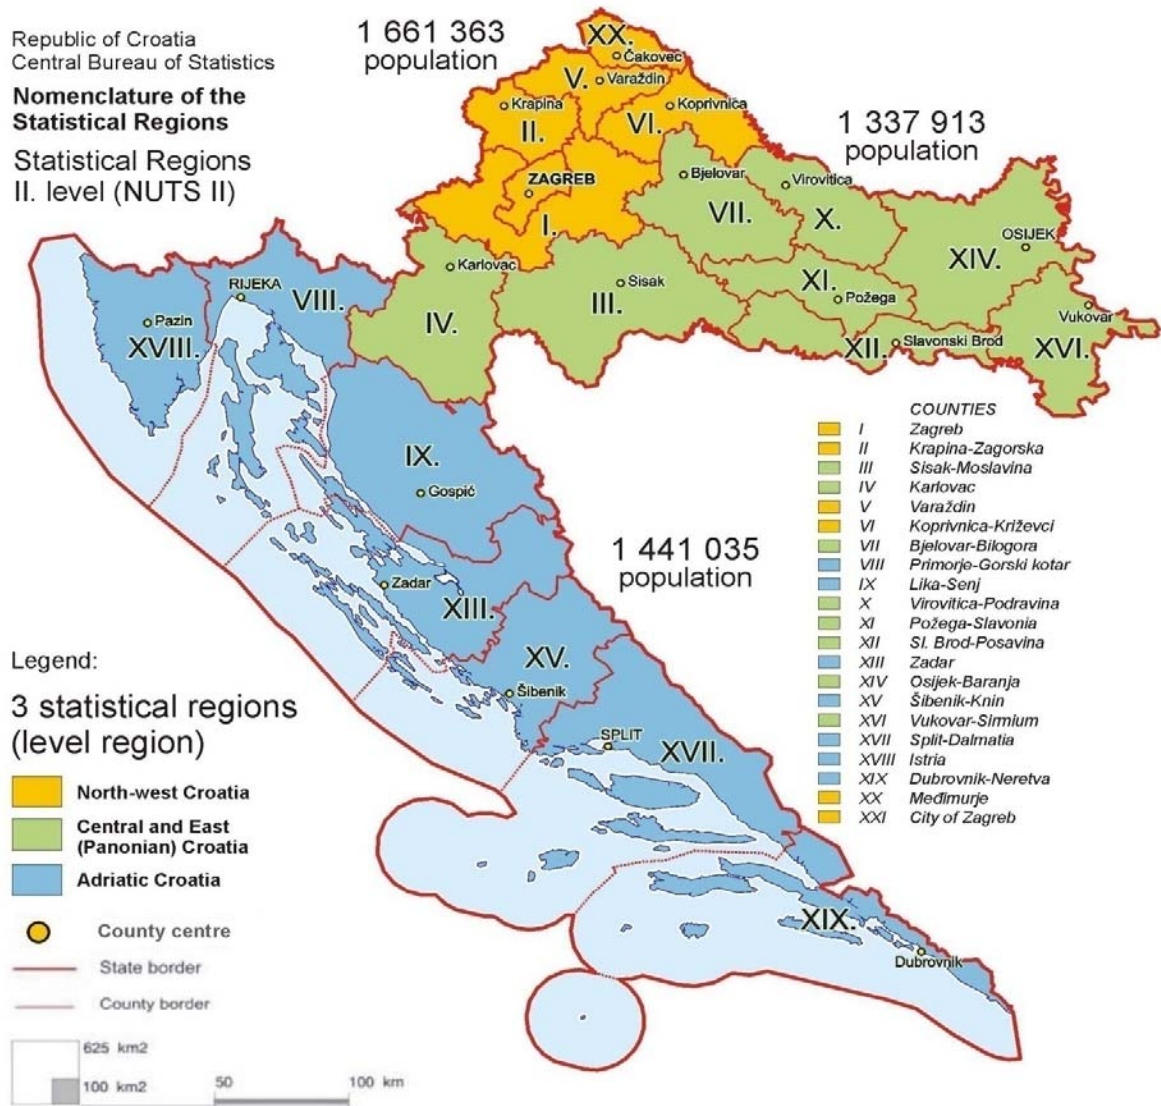 Republic of Croatia
Central Bureau of Statistics
Nomenclature of the
Statistical Regions
Statistical Regions
II. level (NUTS II)
1 661 363
population
1 337 913
population
1 441 035
population
XX.
Čakovec
V.
Varaždin
Krapina
II.
Koprivnica
VI.
ZAGREB
I.
Bjelovar
VII.
Virovitica
X.
OSIJEK
XIV.
Karlovac
IV.
Sisak
III.
XI.
Požega
XII.
Slavonski Brod
Vukovar
XVI.
RIJEKA
VIII.
Pazin
XVIII.
IX.
Gospić
Zadar
XIII.
XV.
Šibenik
SPLIT
XVII.
XIX.
Dubrovnik
COUNTIES
I Zagreb
II Krapina-Zagorska
III Sisak-Moslavina
IV Karlovac
V Varaždin
VI Koprivnica-Križevci
VII Bjelovar-Bilogora
VIII Primorje-Gorski kotar
IX Lika-Senj
X Virovitica-Podravina
XI Požega-Slavonia
XII Sl. Brod-Posavina
XIII Zadar
XIV Osijek-Baranja
XV Šibenik-Knin
XVI Vukovar-Sirmium
XVII Split-Dalmatia
XVIII Istria
XIX Dubrovnik-Neretva
XX Međimurje
XXI City of Zagreb
Legend:
3 statistical regions
(level region)
North-west Croatia
Central and East
(Panonian) Croatia
Adriatic Croatia
County centre
State border
County border
625 km2
100 km2
50
100 km